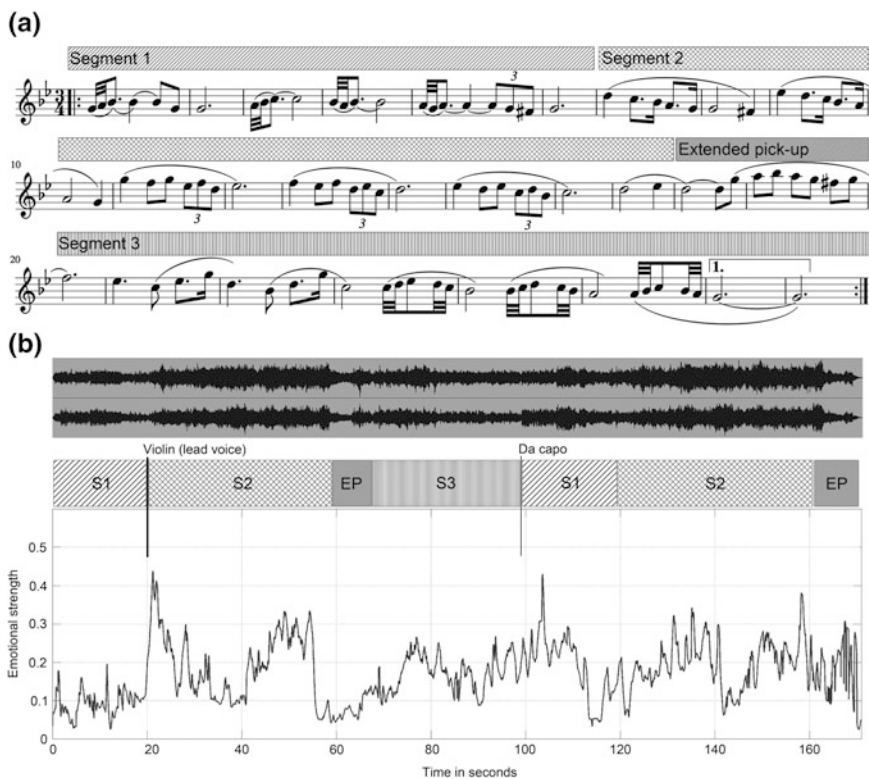 (a)
Segment 1
Segment 2
3
3 4
10
Extended pick-up
3
3
3
20
Segment 3
1.
(b)
Violin (lead voice)
Da capo
S1
S2
EP
S3
S1
S2
EP
0.5
0.4
0.3
0.2
0.1
0
Emotional strength
0
20
40
60
80
100
120
140
160
Time in seconds